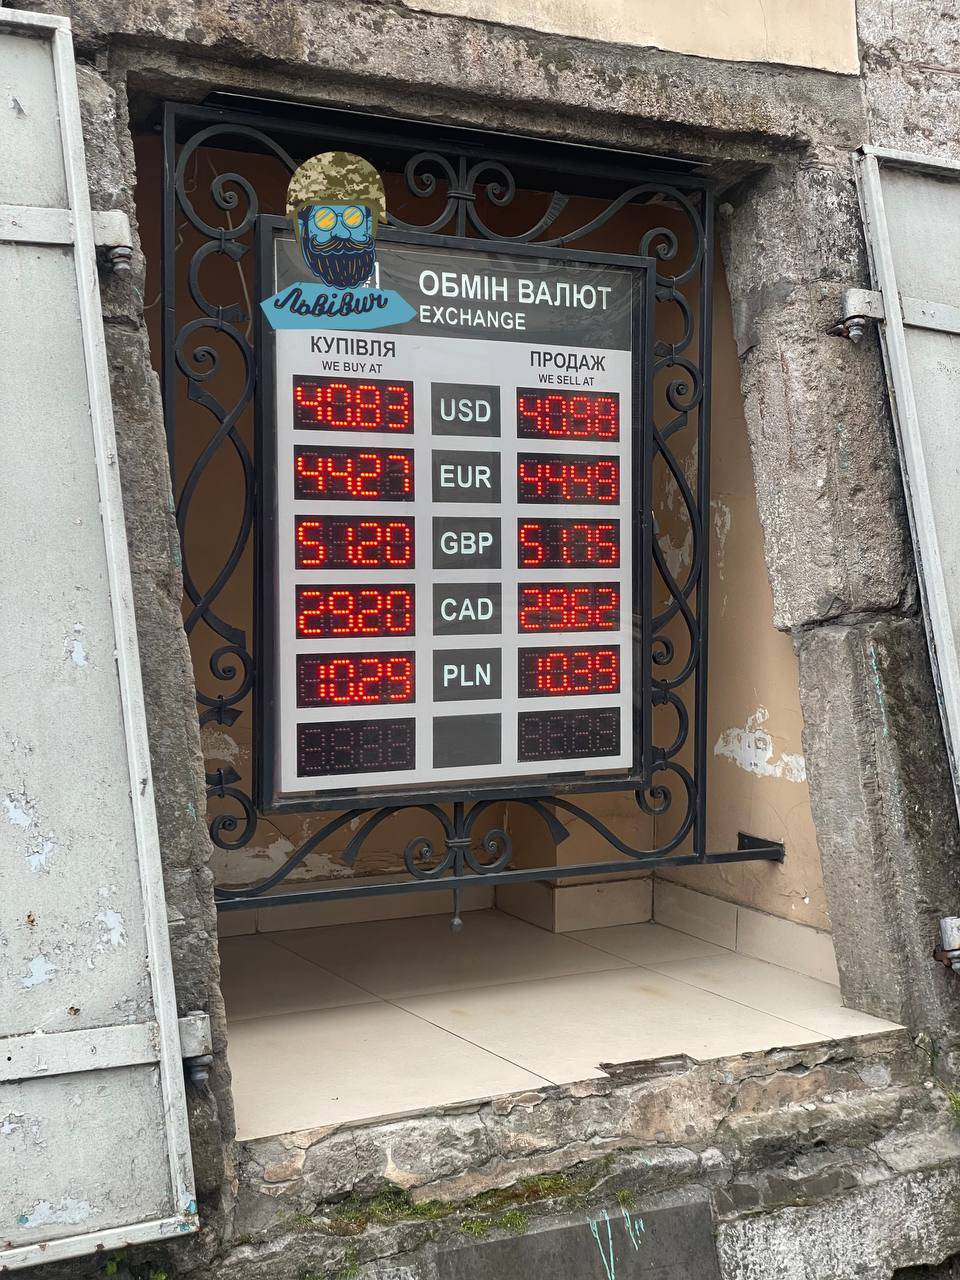 Львівич
ОБМІН ВАЛЮТ
EXCHANGE
КУПІВЛЯ ПРОДАЖ
WE BUY AT WE SELL AT
40.83 USD 40.98
44.27 EUR 44.48
51.20 GBP 51.75
29.20 CAD 29.62
10.29 PLN 10.39